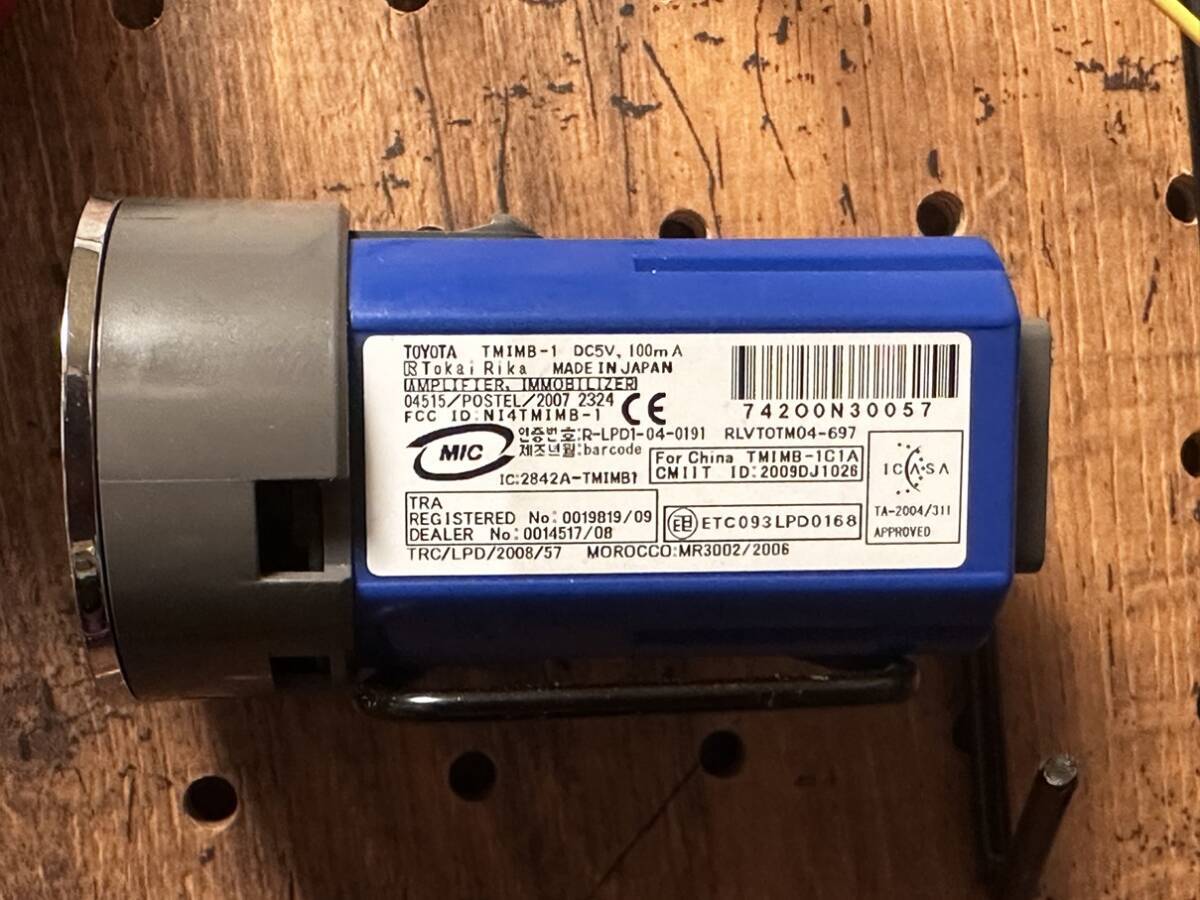 TOYOTA TMIMB-1 DC5V, 100mA
R Tokai Rika MADE IN JAPAN
AMPLIFIER, IMMOBILIZER
04515/POSTEL/2007 2324
FCC ID: NI4TMIMB-1
CE
74200N30057
MIC
인증번호:R-LPD1-04-0191 RLVTOTM04-697
제조년월:barcode
IC:2842A-TMIMB1
For China TMIMB-1C1A
CMIIT ID:2009DJ1026
ICASA
TA-2004/311
APPROVED
TRA
REGISTERED No: 0019819/09
DEALER No: 0014517/08
ETC093LPD0168
TRC/LPD/2008/57 MOROCCO:MR3002/2006